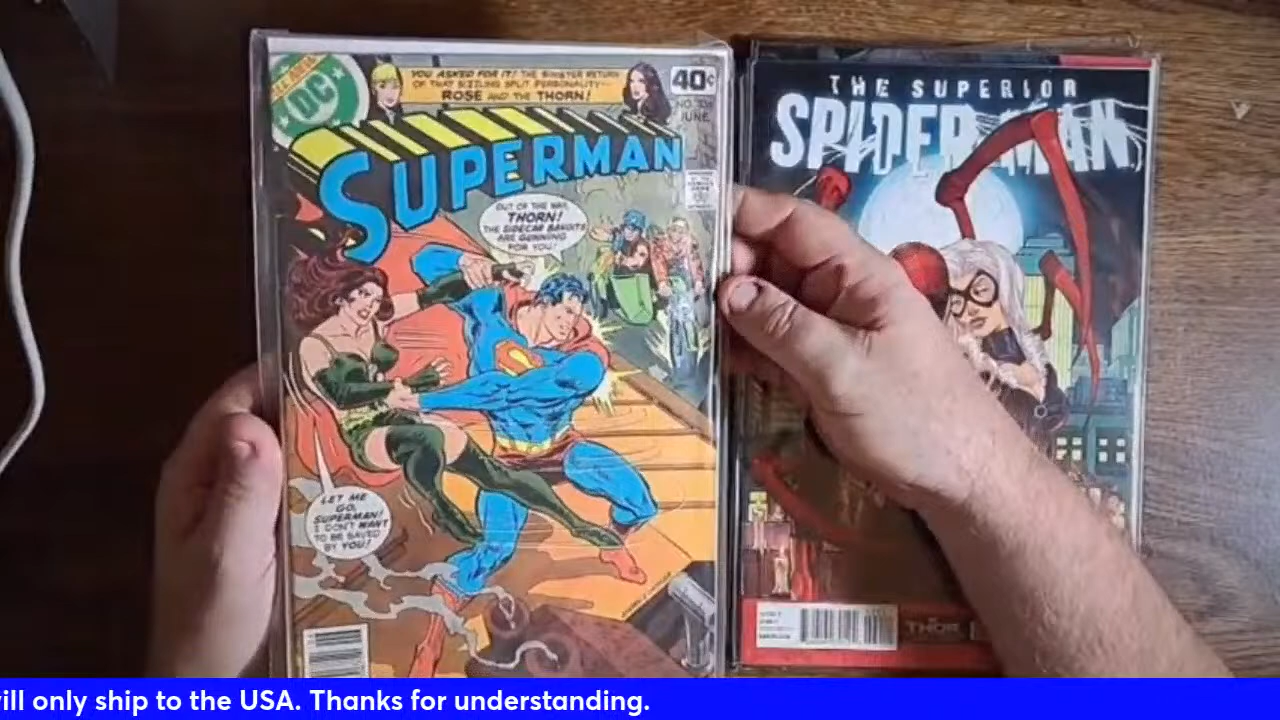 DC
YOU ASKED FOR IT! THE SINISTER RETURN
OF THAT SIZZLING SPLIT PERSONALITY--
ROSE AND THE THORN!
40¢
JUNE
SUPERMAN
OUT OF THE WAY,
THORN!
THE SIDECAR BANDITS
ARE GUNNING
FOR YOU!
LET ME
GO,
SUPERMAN!
I DON'T WANT
TO BE SAVED
BY YOU!
THE SUPERIOR
SPIDER-MAN
THOR
ill only ship to the USA. Thanks for understanding.